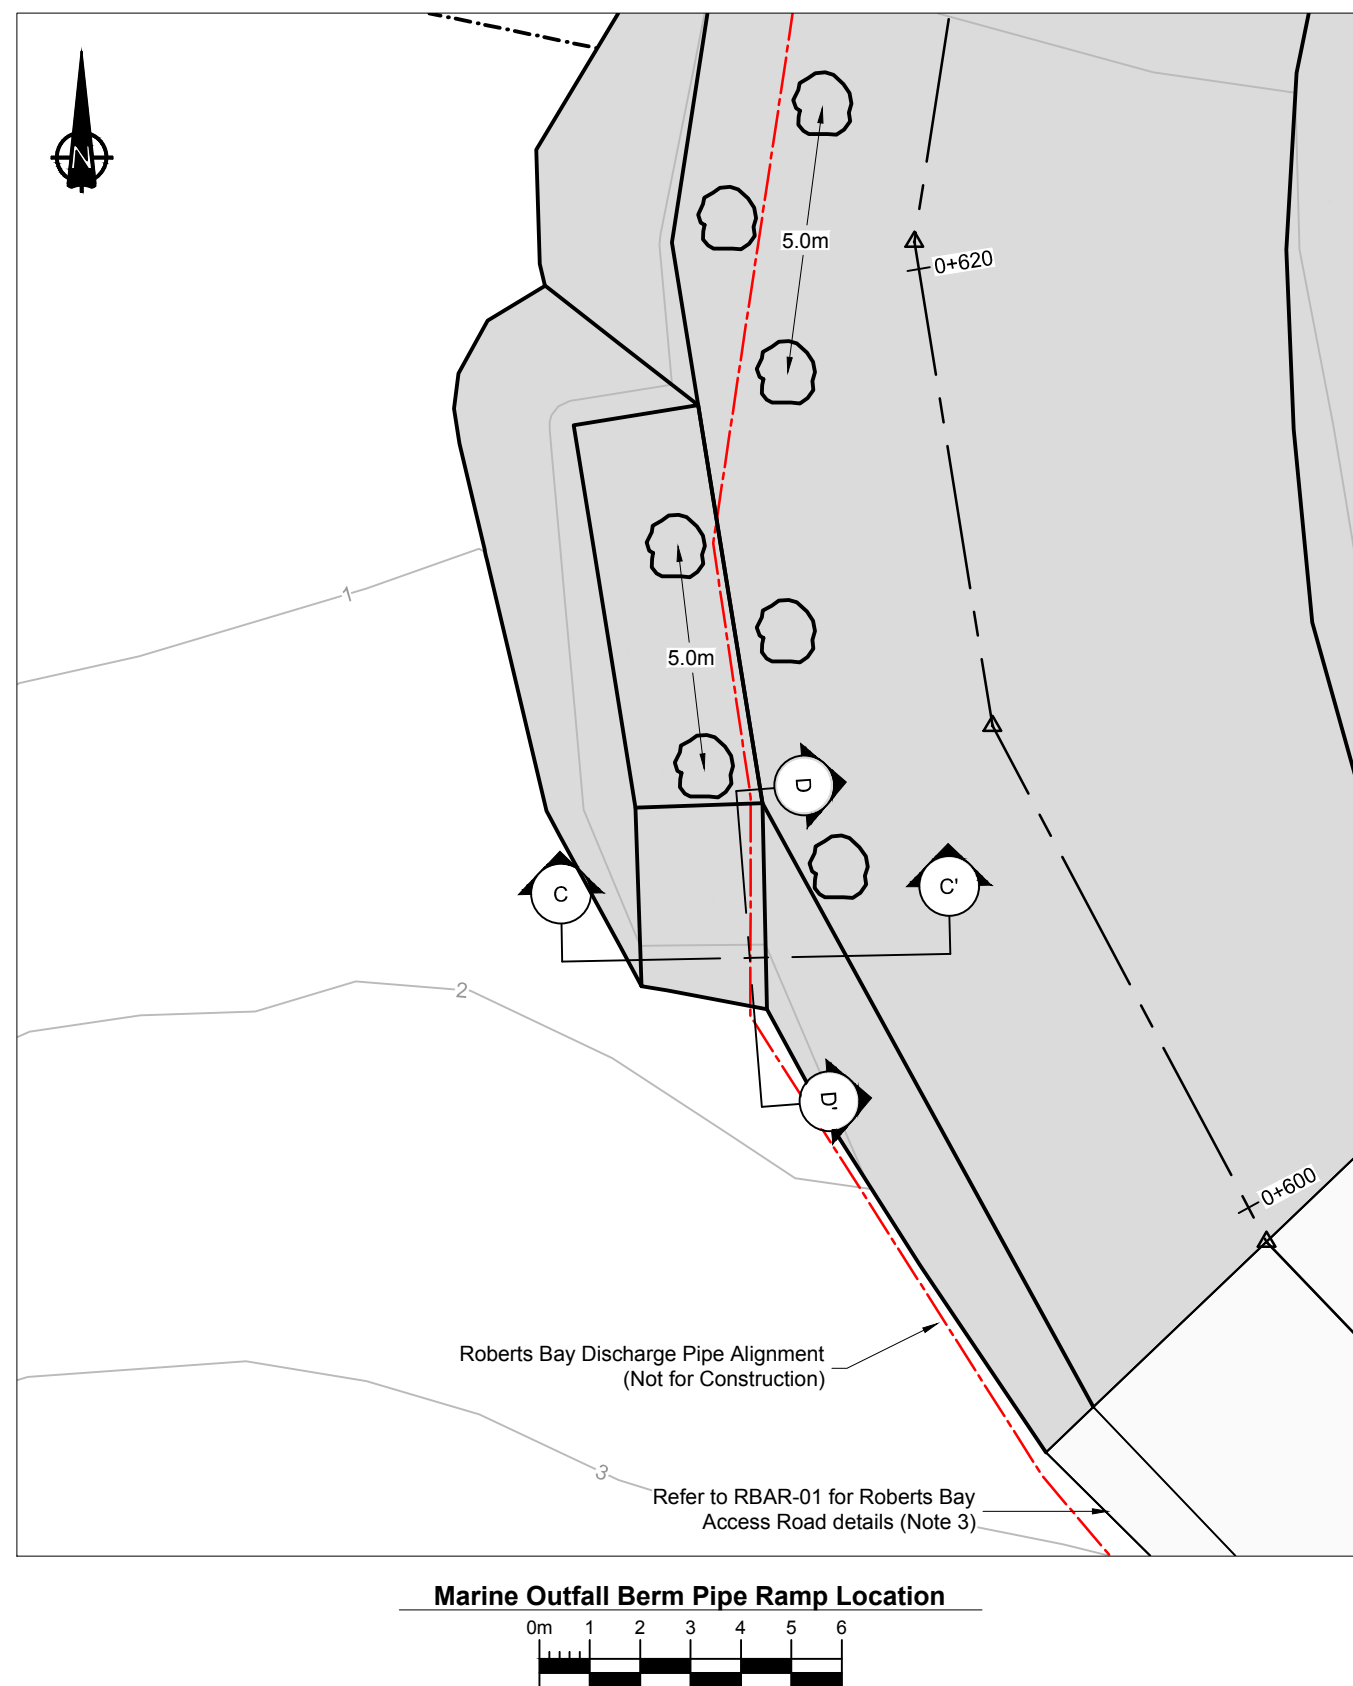 N
5.0m
0+620
1
5.0m
D
C
C'
2
D'
0+600
Roberts Bay Discharge Pipe Alignment
(Not for Construction)
3
Refer to RBAR-01 for Roberts Bay
Access Road details (Note 3)
Marine Outfall Berm Pipe Ramp Location
0m 1 2 3 4 5 6